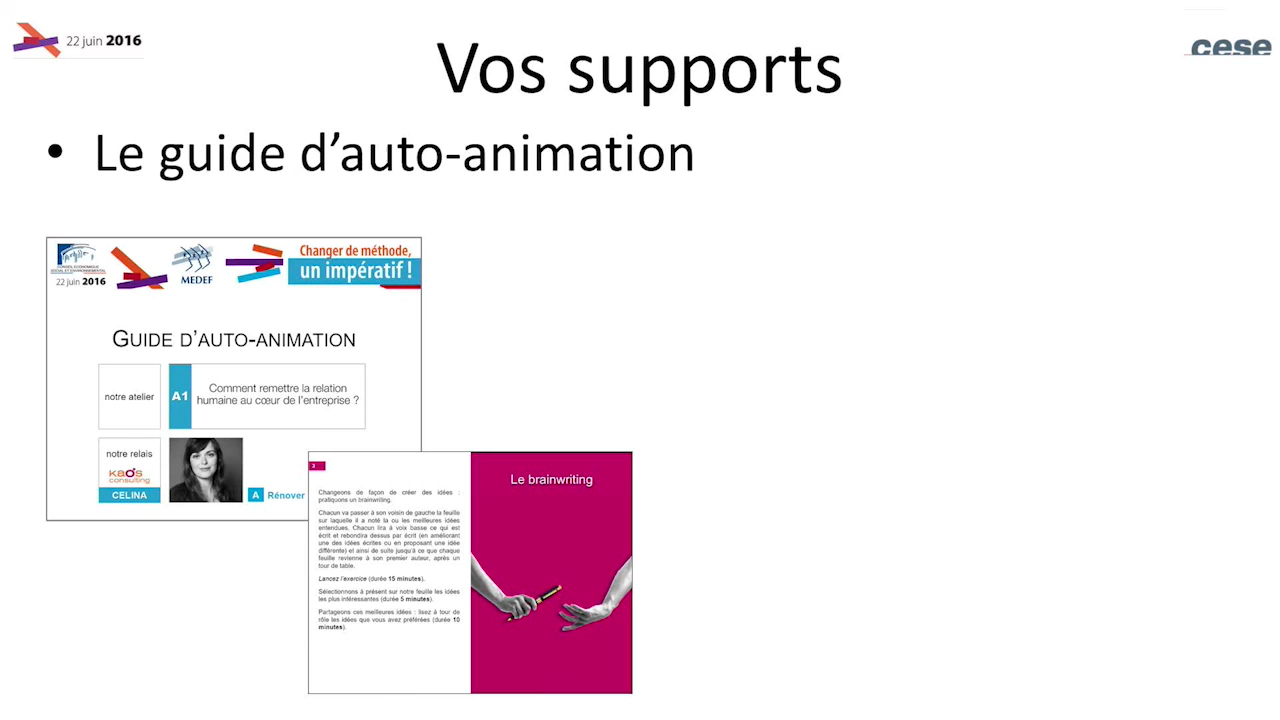 22 juin 2016
cese
Vos supports
• Le guide d’auto-animation
CONSEIL ECONOMIQUE
SOCIAL ET ENVIRONNEMENTAL
22 juin 2016
MEDEF
Changer de méthode,
un impératif !
GUIDE D’AUTO-ANIMATION
notre atelier
A1
Comment remettre la relation
humaine au cœur de l’entreprise ?
notre relais
kaos
consulting
CELINA
A Rénover
3
Changeons de façon de créer des idées :
pratiquons un brainwriting.
Chacun va passer à son voisin de gauche la feuille
sur laquelle il a noté la ou les meilleures idées
entendues. Chacun lira à voix basse ce qui est
écrit et rebondira dessus par écrit (en améliorant
une des idées écrites ou en proposant une idée
différente) et ainsi de suite jusqu’à ce que chaque
feuille revienne à son premier auteur, après un
tour de table.
Lancez l’exercice (durée 15 minutes).
Sélectionnons à présent sur notre feuille les idées
les plus intéressantes (durée 5 minutes).
Partageons ces meilleures idées : lisez à tour de
rôle les idées que vous avez préférées (durée 10
minutes).
Le brainwriting